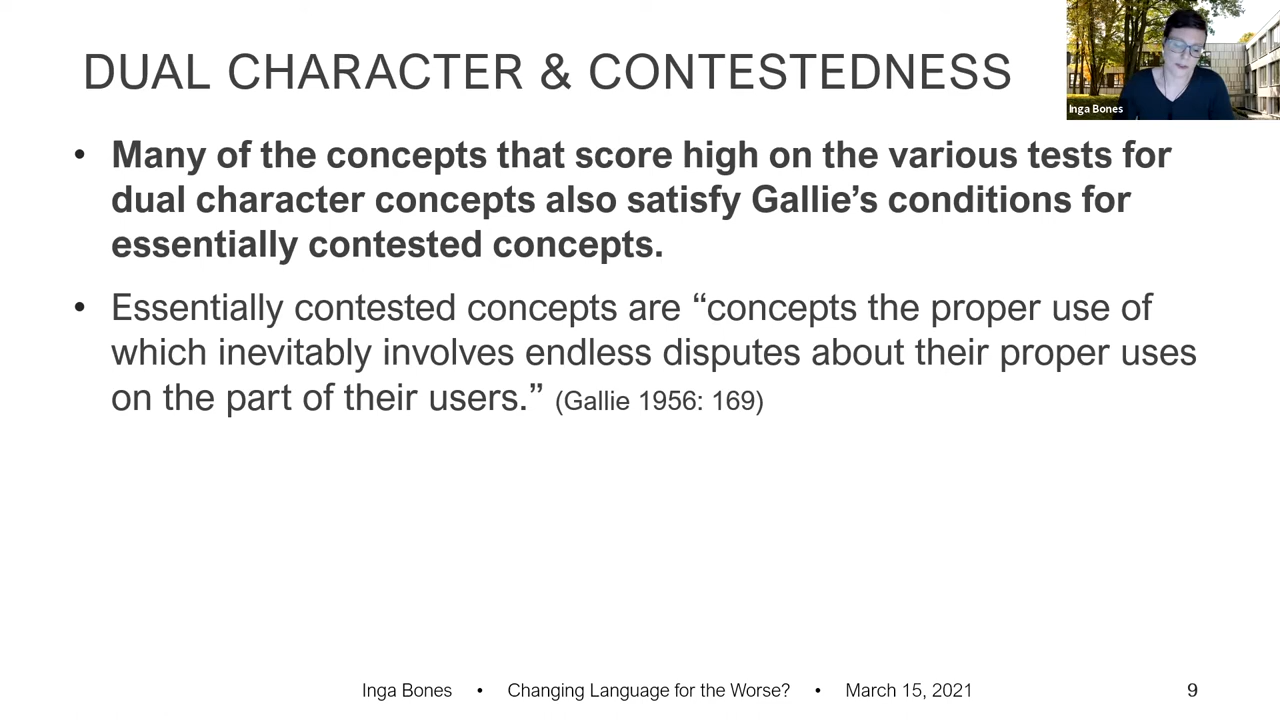 DUAL CHARACTER & CONTESTEDNESS
Inga Bones
• Many of the concepts that score high on the various tests for
dual character concepts also satisfy Gallie’s conditions for
essentially contested concepts.
• Essentially contested concepts are “concepts the proper use of
which inevitably involves endless disputes about their proper uses
on the part of their users.” (Gallie 1956: 169)
Inga Bones • Changing Language for the Worse? • March 15, 2021 9